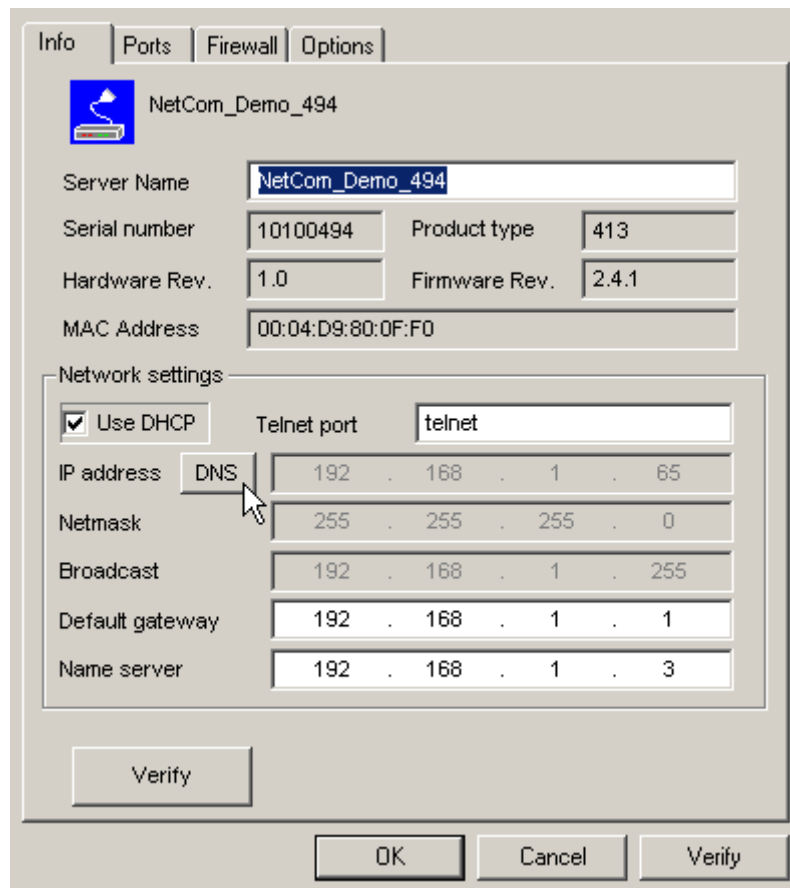 Info Ports Firewall Options
NetCom_Demo_494
Server Name NetCom_Demo_494
Serial number 10100494 Product type 413
Hardware Rev. 1.0 Firmware Rev. 2.4.1
MAC Address 00:04:D9:80:0F:F0
Network settings
Use DHCP Telnet port telnet
IP address DNS 192 . 168 . 1 . 65
Netmask 255 . 255 . 255 . 0
Broadcast 192 . 168 . 1 . 255
Default gateway 192 . 168 . 1 . 1
Name server 192 . 168 . 1 . 3
Verify
OK Cancel Verify